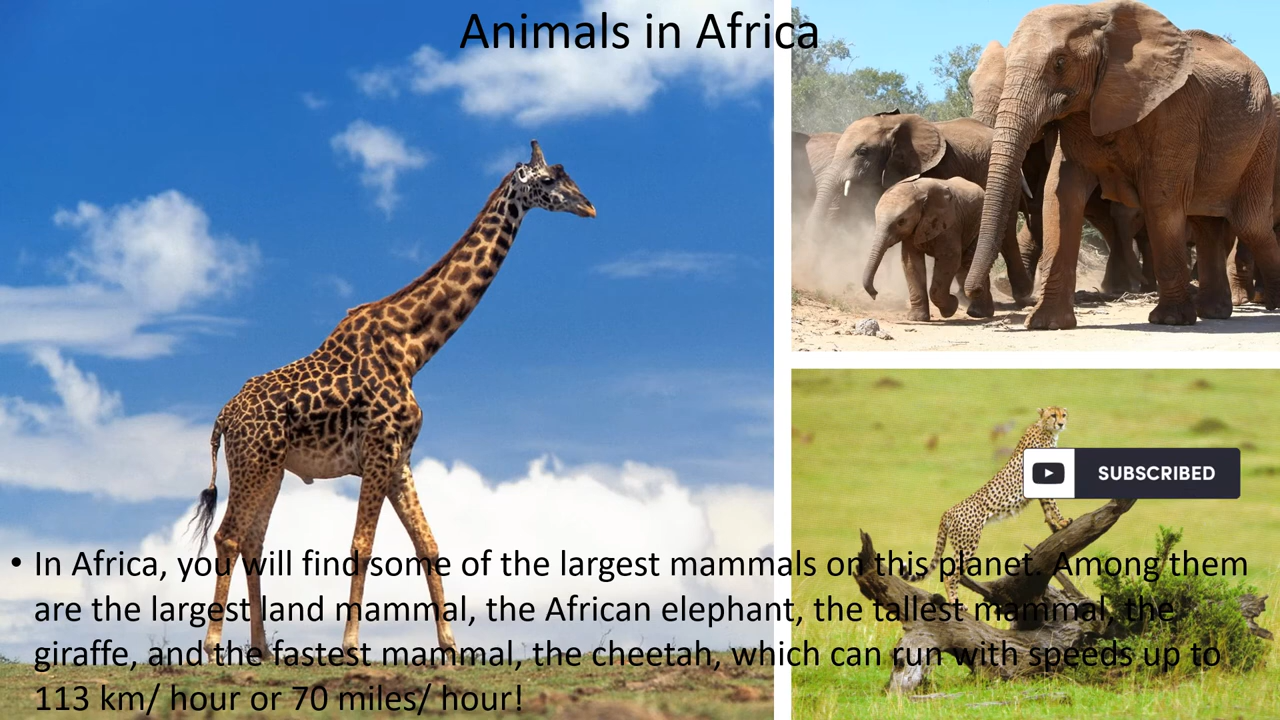 Animals in Africa
SUBSCRIBED
• In Africa, you will find some of the largest mammals on this planet. Among them
are the largest land mammal, the African elephant, the tallest mammal, the
giraffe, and the fastest mammal, the cheetah, which can run with speeds up to
113 km/ hour or 70 miles/ hour!